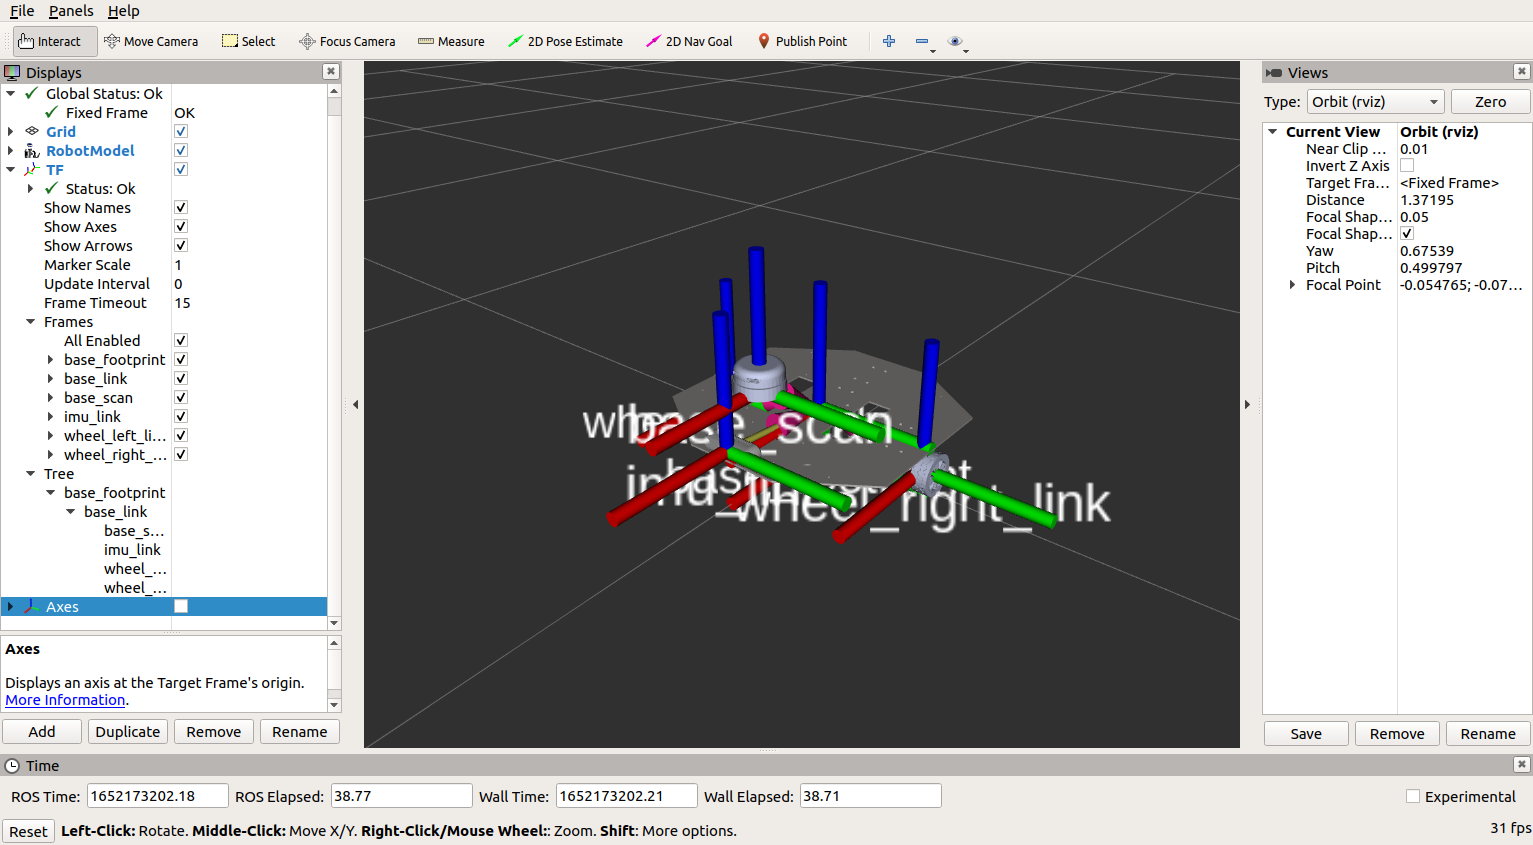 File Panels Help
Interact Move Camera Select Focus Camera Measure 2D Pose Estimate 2D Nav Goal Publish Point
Displays
Global Status: Ok
Fixed Frame OK
Grid
RobotModel
TF
Status: Ok
Show Names
Show Axes
Show Arrows
Marker Scale 1
Update Interval 0
Frame Timeout 15
Frames
All Enabled
base_footprint
base_link
base_scan
imu_link
wheel_left_li...
wheel_right_...
Tree
base_footprint
base_link
base_s...
imu_link
wheel_...
wheel_...
Axes
Axes
Displays an axis at the Target Frame's origin.
More Information.
Add Duplicate Remove Rename
base_scan
wheel_right_link
Views
Type: Orbit (rviz) Zero
Current View Orbit (rviz)
Near Clip ... 0.01
Invert Z Axis
Target Fra... <Fixed Frame>
Distance 1.37195
Focal Shap... 0.05
Focal Shap...
Yaw 0.67539
Pitch 0.499797
Focal Point -0.054765; -0.07...
Save Remove Rename
Time
ROS Time: 1652173202.18 ROS Elapsed: 38.77 Wall Time: 1652173202.21 Wall Elapsed: 38.71 Experimental
Reset Left-Click: Rotate. Middle-Click: Move X/Y. Right-Click/Mouse Wheel:: Zoom. Shift: More options. 31 fps